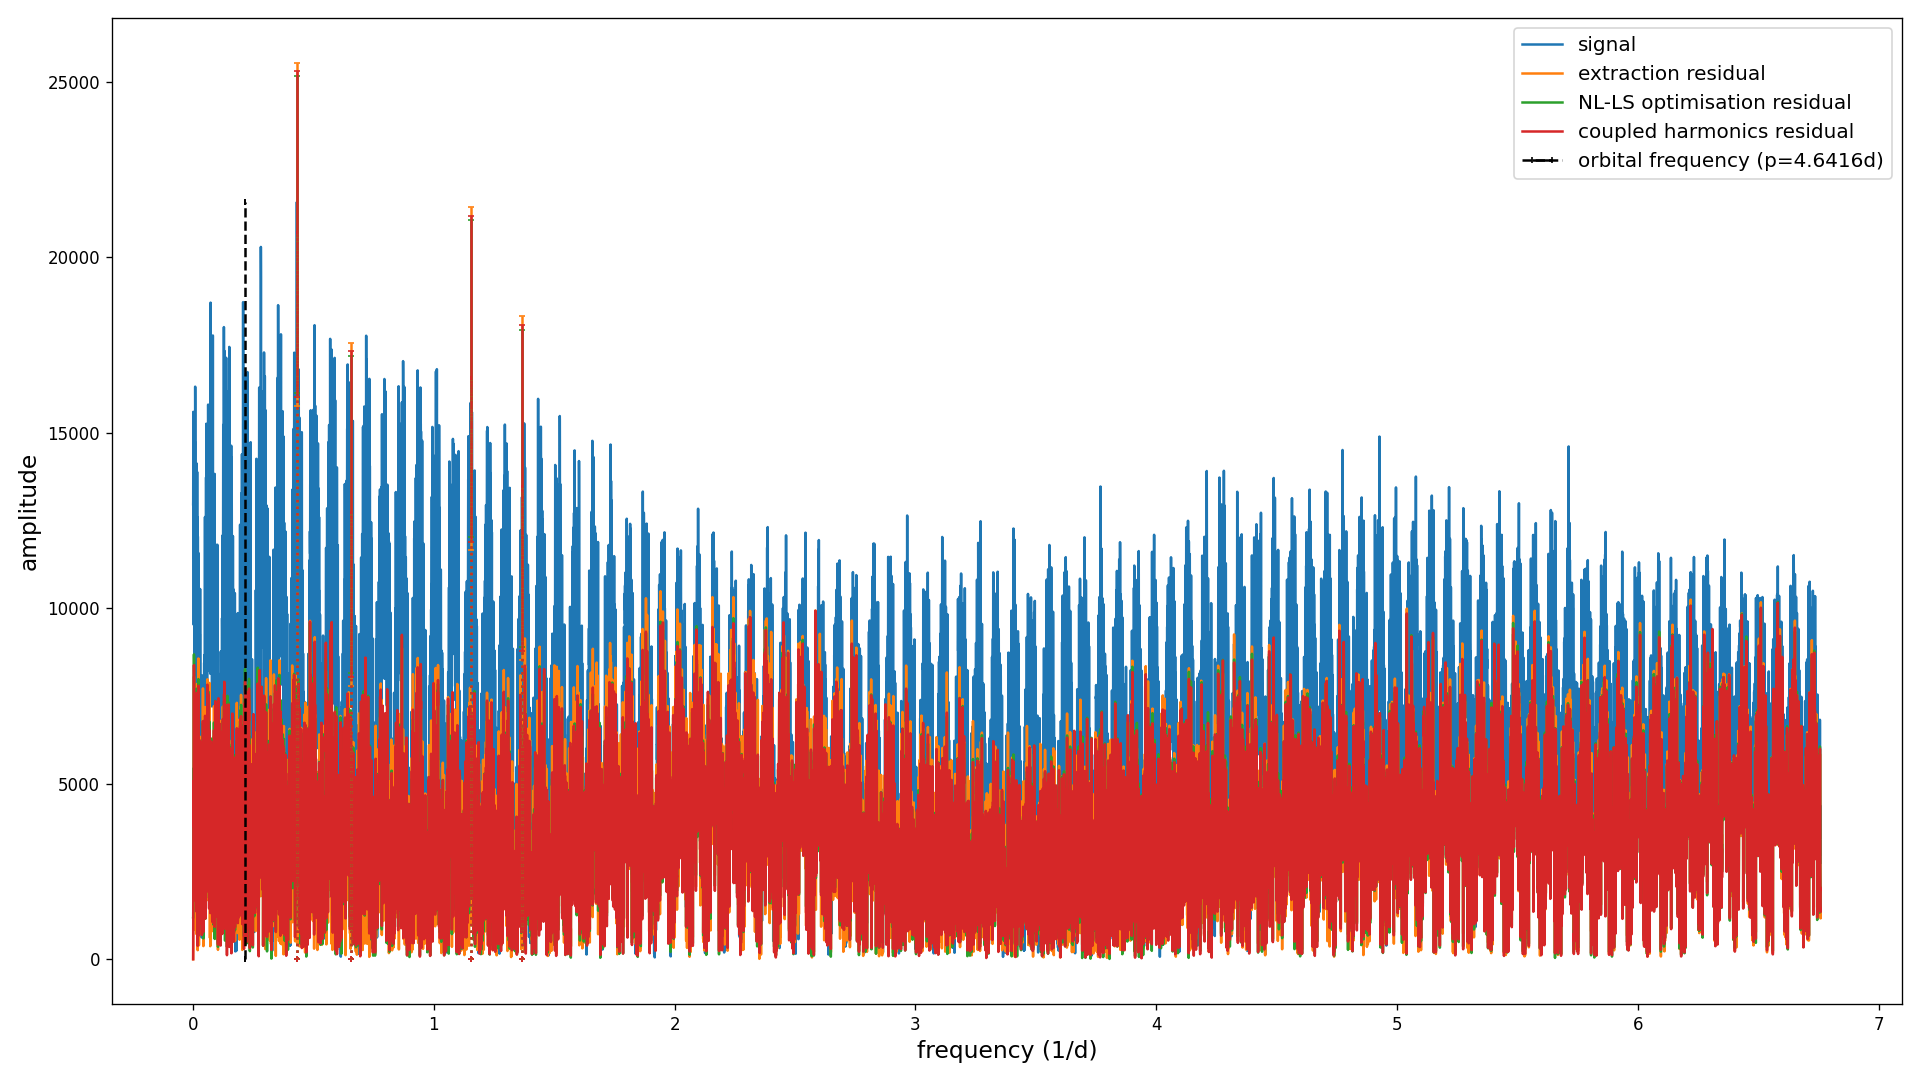 signal
extraction residual
NL-LS optimisation residual
coupled harmonics residual
orbital frequency (p=4.6416d)
25000
20000
15000
10000
5000
0
amplitude
0 1 2 3 4 5 6 7
frequency (1/d)